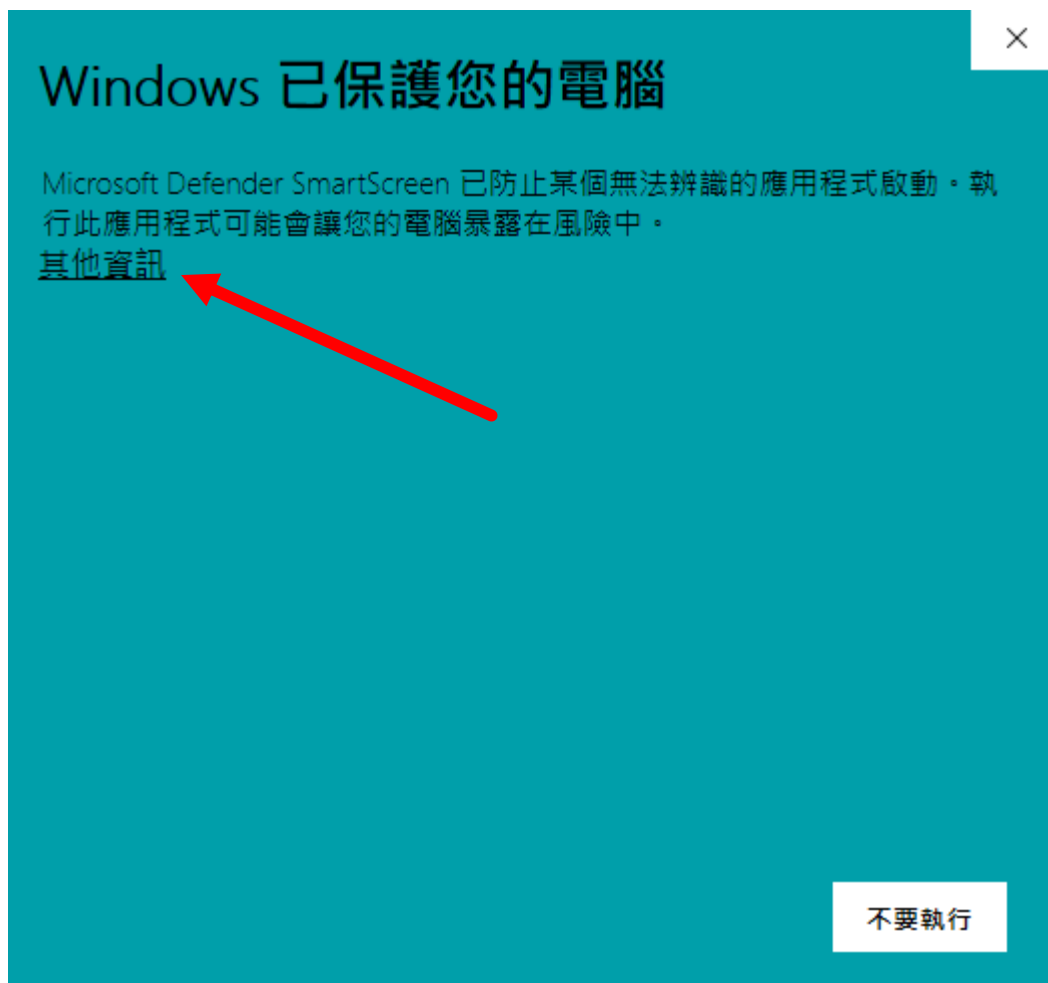 Windows 已保護您的電腦
Microsoft Defender SmartScreen 已防止某個無法辨識的應用程式啟動。執
行此應用程式可能會讓您的電腦暴露在風險中。
其他資訊
不要執行